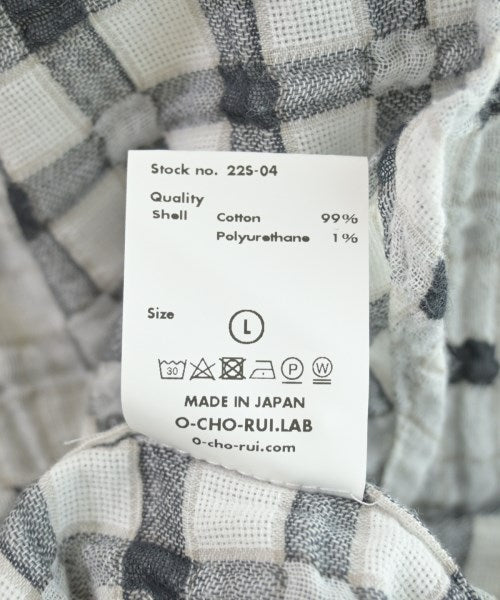 Stock no. 22S-04
Quality
Shell Cotton 99%
Polyurethane 1%
Size L
30 P W
MADE IN JAPAN
O-CHO-RUI.LAB
o-cho-rui.com